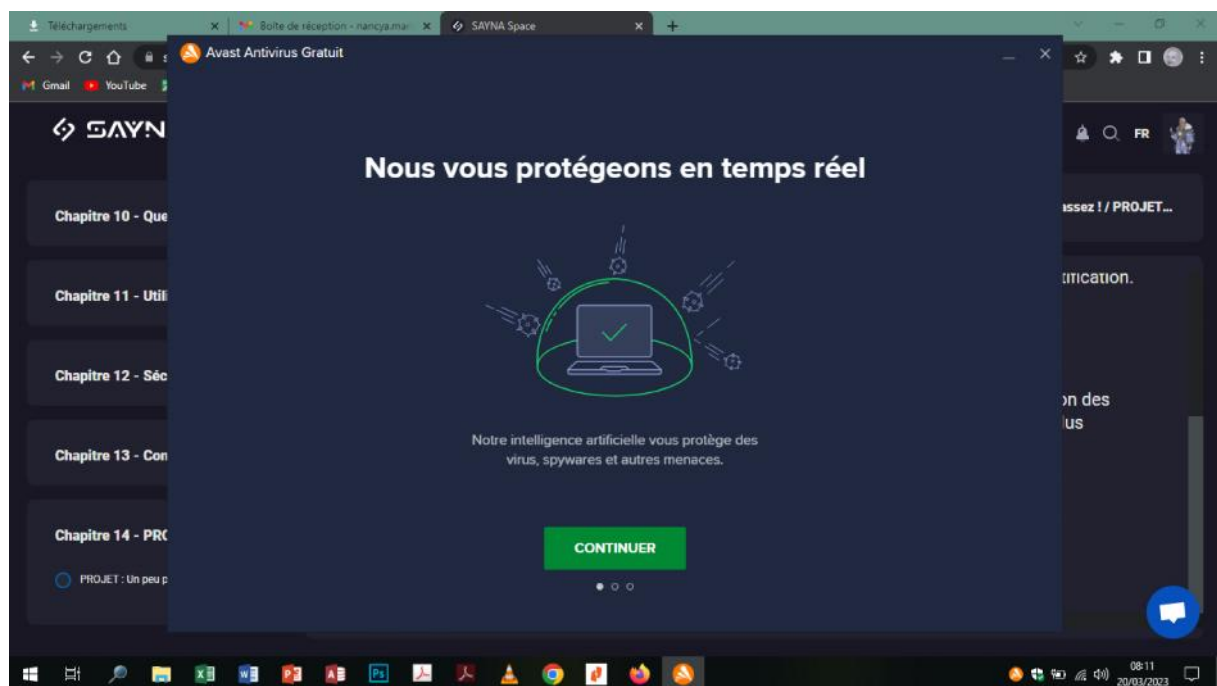 Téléchargements
Boîte de réception - nancya.mar
SAYNA Space
Avast Antivirus Gratuit
Gmail
YouTube
SAYN
FR
Nous vous protégeons en temps réel
Chapitre 10 - Que
assez ! / PROJET...
tification.
Chapitre 11 - Utili
Chapitre 12 - Séc
on des
lus
Notre intelligence artificielle vous protège des
virus, spywares et autres menaces.
Chapitre 13 - Con
Chapitre 14 - PRO
CONTINUER
PROJET : Un peu p
08:11
20/03/2023